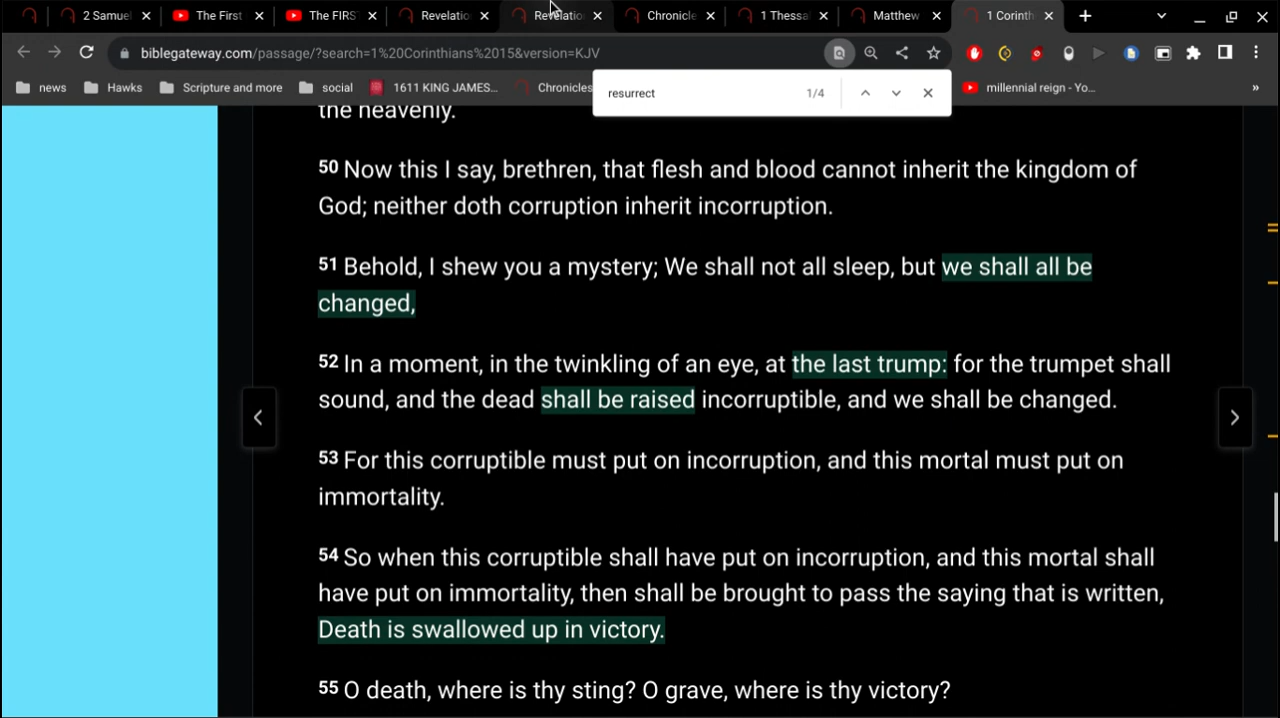 2 Samuel
The First
The FIRS
Revelatio
Revelatio
Chronicle
1 Thessa
Matthew
1 Corinth
biblegateway.com/passage/?search=1%20Corinthians%2015&version=KJV
news
Hawks
Scripture and more
social
1611 KING JAMES...
Chronicles
millennial reign - Yo...
»
resurrect 1/4
the heavenly.
50 Now this I say, brethren, that flesh and blood cannot inherit the kingdom of
God; neither doth corruption inherit incorruption.
51 Behold, I shew you a mystery; We shall not all sleep, but we shall all be
changed,
52 In a moment, in the twinkling of an eye, at the last trump: for the trumpet shall
sound, and the dead shall be raised incorruptible, and we shall be changed.
53 For this corruptible must put on incorruption, and this mortal must put on
immortality.
54 So when this corruptible shall have put on incorruption, and this mortal shall
have put on immortality, then shall be brought to pass the saying that is written,
Death is swallowed up in victory.
55 O death, where is thy sting? O grave, where is thy victory?